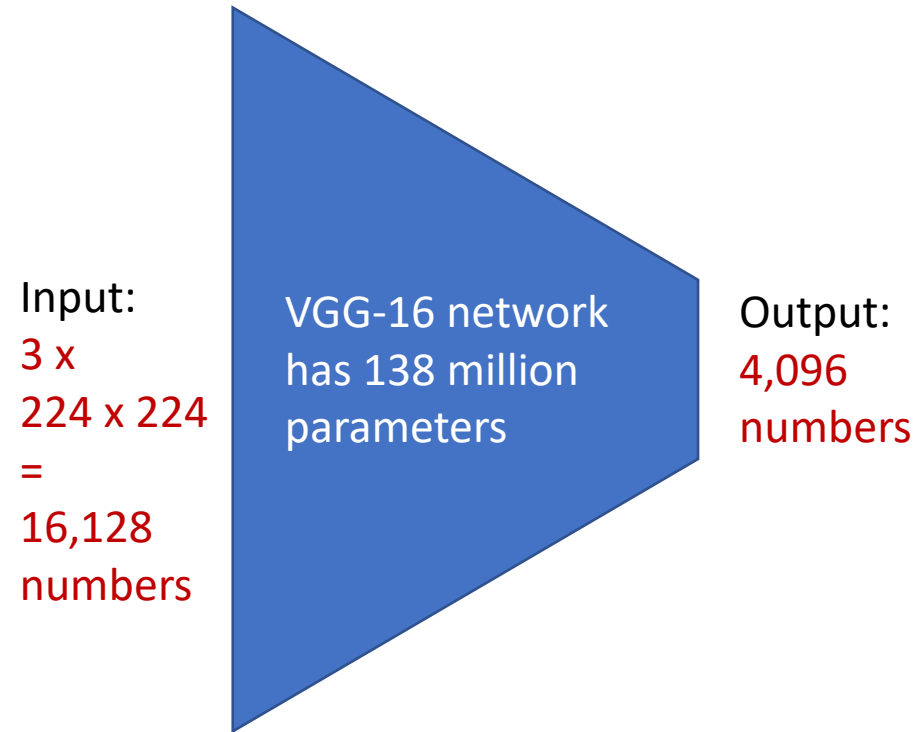 Input:
3 x
224 x 224
=
16,128
numbers
VGG-16 network
has 138 million
parameters
Output:
4,096
numbers